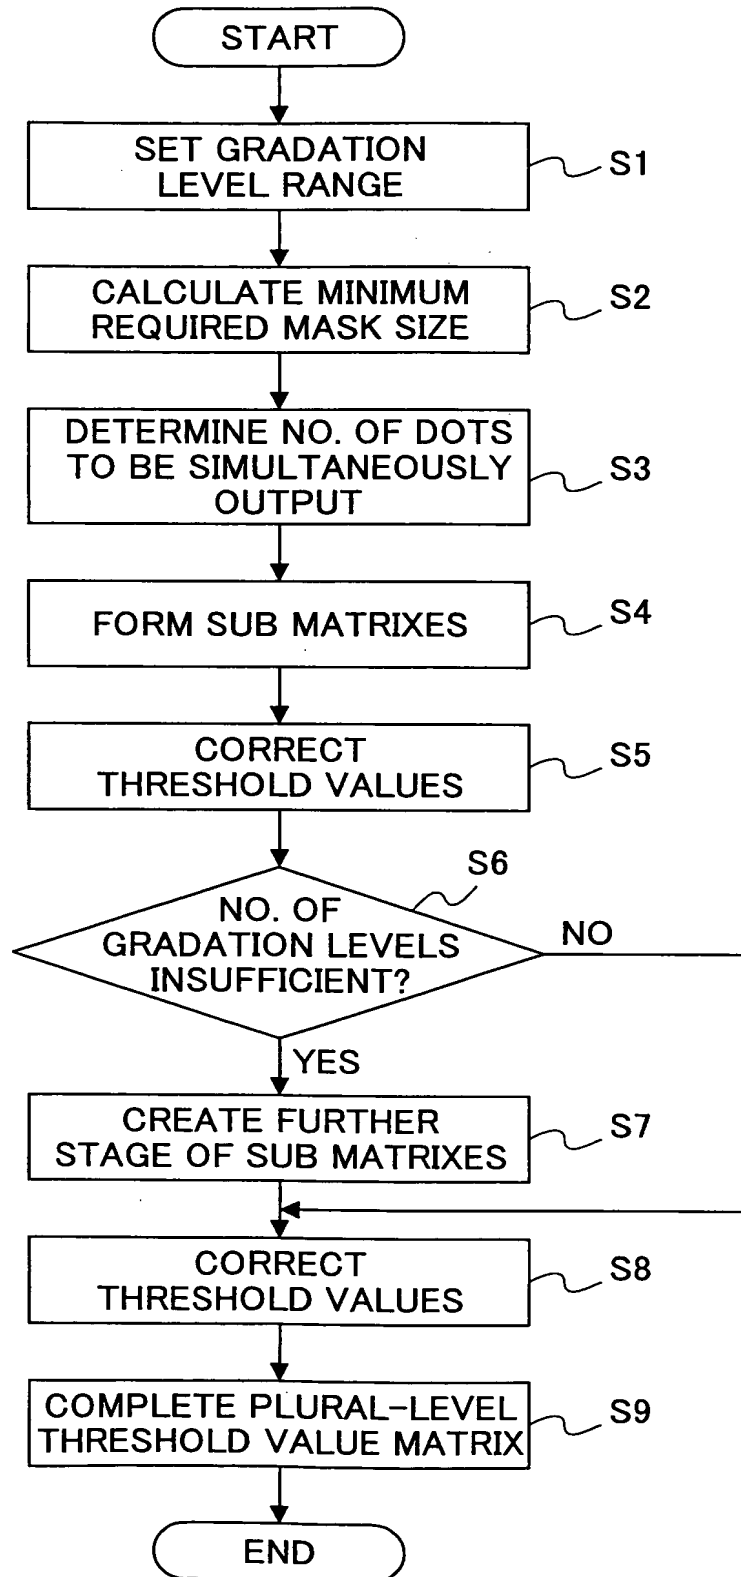 START
SET GRADATION
LEVEL RANGE
S1
CALCULATE MINIMUM
REQUIRED MASK SIZE
S2
DETERMINE NO. OF DOTS
TO BE SIMULTANEOUSLY
OUTPUT
S3
FORM SUB MATRIXES
S4
CORRECT
THRESHOLD VALUES
S5
S6
NO. OF
GRADATION LEVELS
INSUFFICIENT?
NO
YES
CREATE FURTHER
STAGE OF SUB MATRIXES
S7
CORRECT
THRESHOLD VALUES
S8
COMPLETE PLURAL-LEVEL
THRESHOLD VALUE MATRIX
S9
END